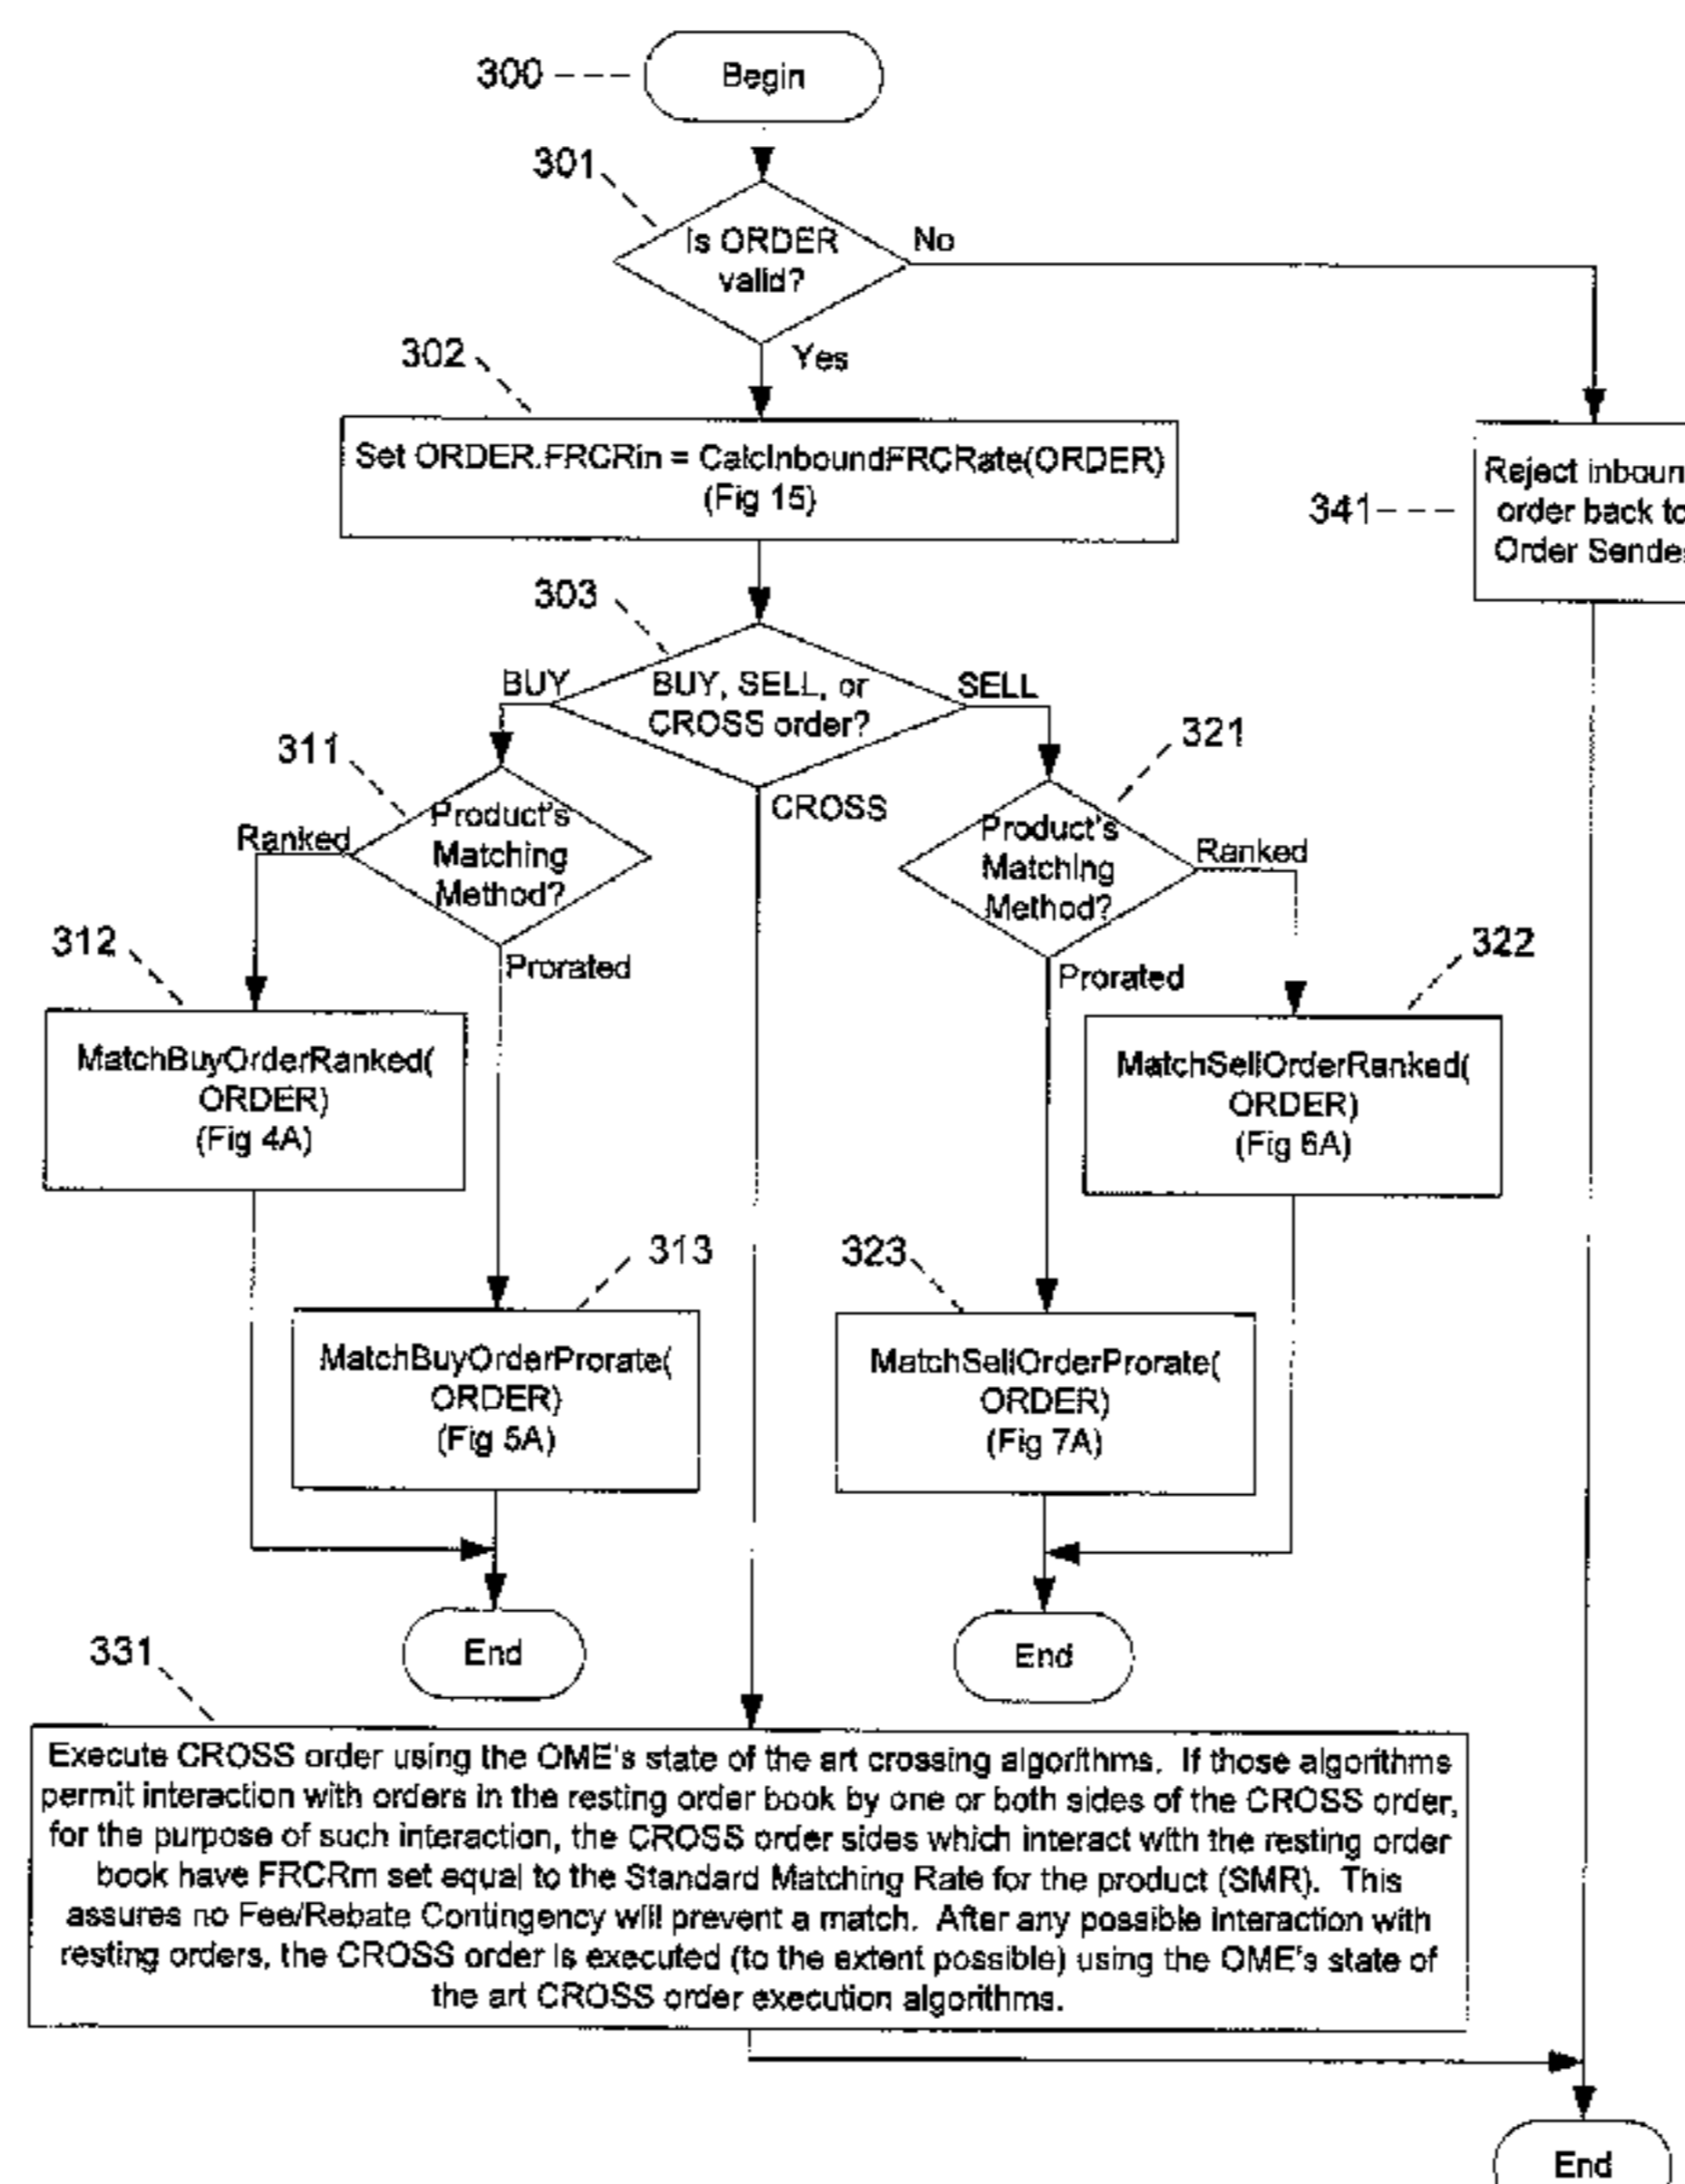 300
Begin
301
Is ORDER
valid?
No
Yes
302
Set ORDER.FRCRin = CalcInboundFRCRate(ORDER)
(Fig 15)
341
Reject inboun
order back to
Order Sende
303
BUY
BUY, SELL, or
CROSS order?
SELL
CROSS
311
Product's
Matching
Method?
Ranked
Prorated
321
Product's
Matching
Method?
Ranked
Prorated
312
MatchBuyOrderRanked(
ORDER)
(Fig 4A)
322
MatchSellOrderRanked(
ORDER)
(Fig 6A)
313
MatchBuyOrderProrate(
ORDER)
(Fig 5A)
323
MatchSellOrderProrate(
ORDER)
(Fig 7A)
End
End
331
Execute CROSS order using the OME's state of the art crossing algorithms. If those algorithms
permit interaction with orders in the resting order book by one or both sides of the CROSS order,
for the purpose of such interaction, the CROSS order sides which interact with the resting order
book have FRCRm set equal to the Standard Matching Rate for the product (SMR). This
assures no Fee/Rebate Contingency will prevent a match. After any possible interaction with
resting orders, the CROSS order is executed (to the extent possible) using the OME's state of
the art CROSS order execution algorithms.
End